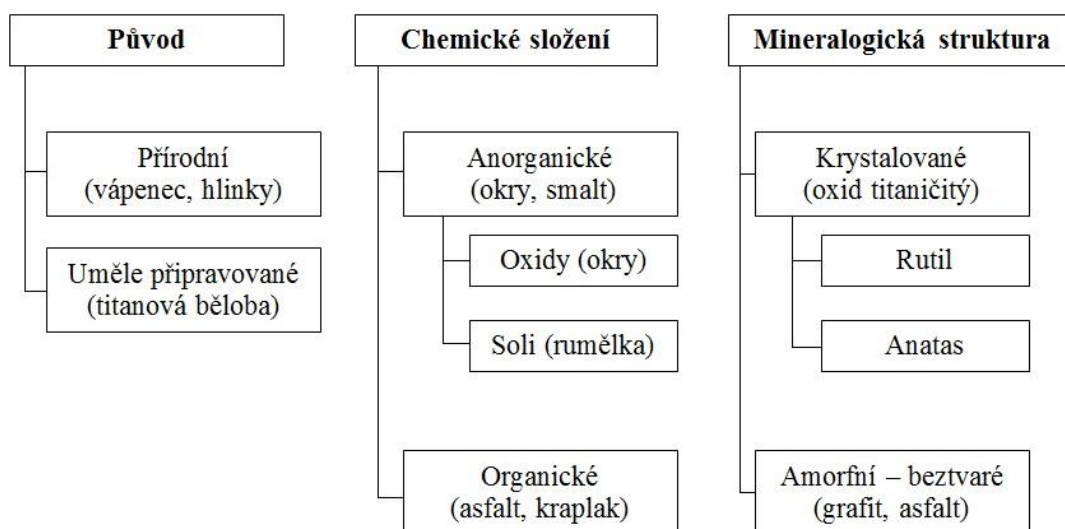 Původ
Přírodní
(vápenec, hlinky)
Uměle připravované
(titanová běloba)
Chemické složení
Anorganické
(okry, smalt)
Oxidy (okry)
Soli (rumělka)
Organické
(asfalt, kraplak)
Mineralogická struktura
Krystalované
(oxid titaničitý)
Rutil
Anatas
Amorfní – beztvaré
(grafit, asfalt)